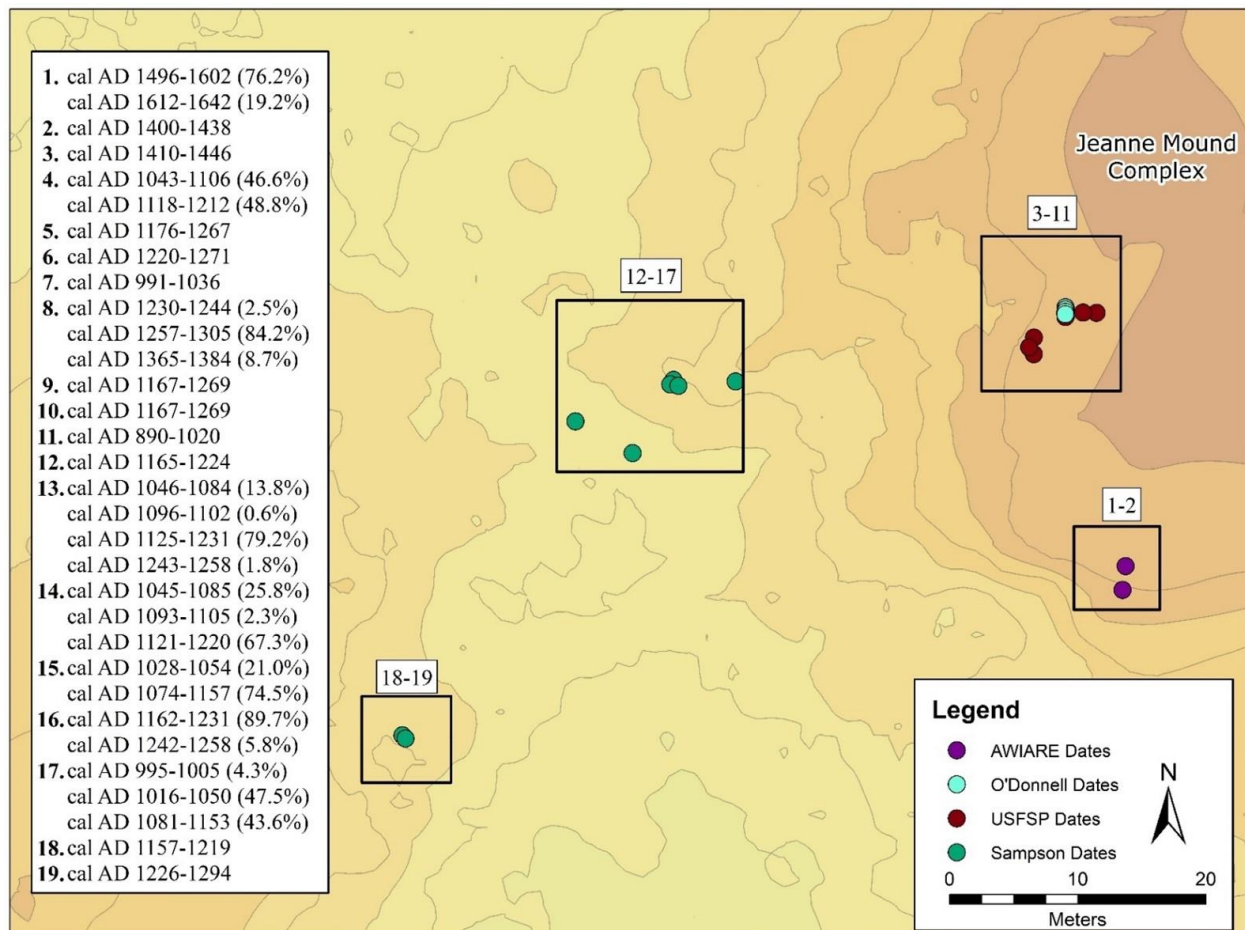 1. cal AD 1496-1602 (76.2%)
cal AD 1612-1642 (19.2%)
2. cal AD 1400-1438
3. cal AD 1410-1446
4. cal AD 1043-1106 (46.6%)
cal AD 1118-1212 (48.8%)
5. cal AD 1176-1267
6. cal AD 1220-1271
7. cal AD 991-1036
8. cal AD 1230-1244 (2.5%)
cal AD 1257-1305 (84.2%)
cal AD 1365-1384 (8.7%)
9. cal AD 1167-1269
10. cal AD 1167-1269
11. cal AD 890-1020
12. cal AD 1165-1224
13. cal AD 1046-1084 (13.8%)
cal AD 1096-1102 (0.6%)
cal AD 1125-1231 (79.2%)
cal AD 1243-1258 (1.8%)
14. cal AD 1045-1085 (25.8%)
cal AD 1093-1105 (2.3%)
cal AD 1121-1220 (67.3%)
15. cal AD 1028-1054 (21.0%)
cal AD 1074-1157 (74.5%)
16. cal AD 1162-1231 (89.7%)
cal AD 1242-1258 (5.8%)
17. cal AD 995-1005 (4.3%)
cal AD 1016-1050 (47.5%)
cal AD 1081-1153 (43.6%)
18. cal AD 1157-1219
19. cal AD 1226-1294
Jeanne Mound
Complex
3-11
12-17
1-2
18-19
Legend
AWIARE Dates
O'Donnell Dates
USFSP Dates
Sampson Dates
N
0 10 20
Meters